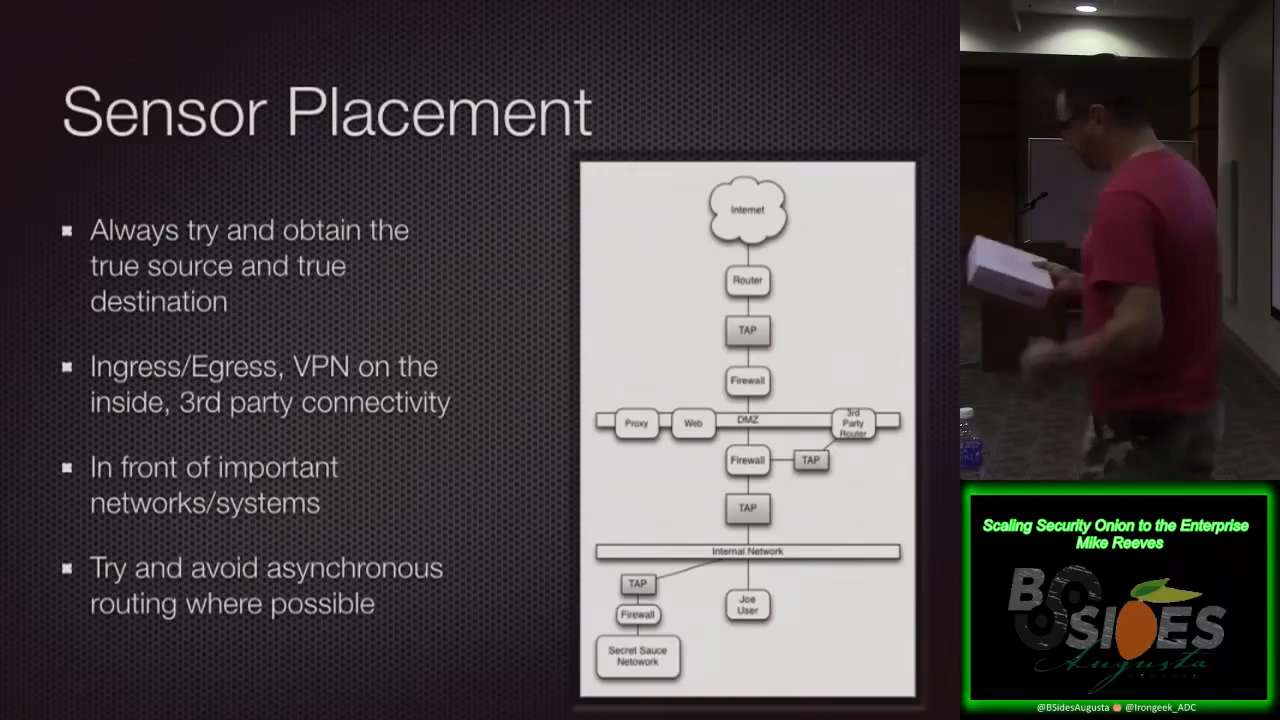 Sensor Placement
Always try and obtain the
true source and true
destination
Ingress/Egress, VPN on the
inside, 3rd party connectivity
In front of important
networks/systems
Try and avoid asynchronous
routing where possible
Internet
Router
TAP
Firewall
DMZ
Proxy
Web
3rd
Party
Router
Firewall
TAP
TAP
Internal Network
TAP
Firewall
Secret Sauce
Netowork
Joe
User
Scaling Security Onion to the Enterprise
Mike Reeves
BSIDES
Augusta
@BSidesAugusta @Irongeek_ADC